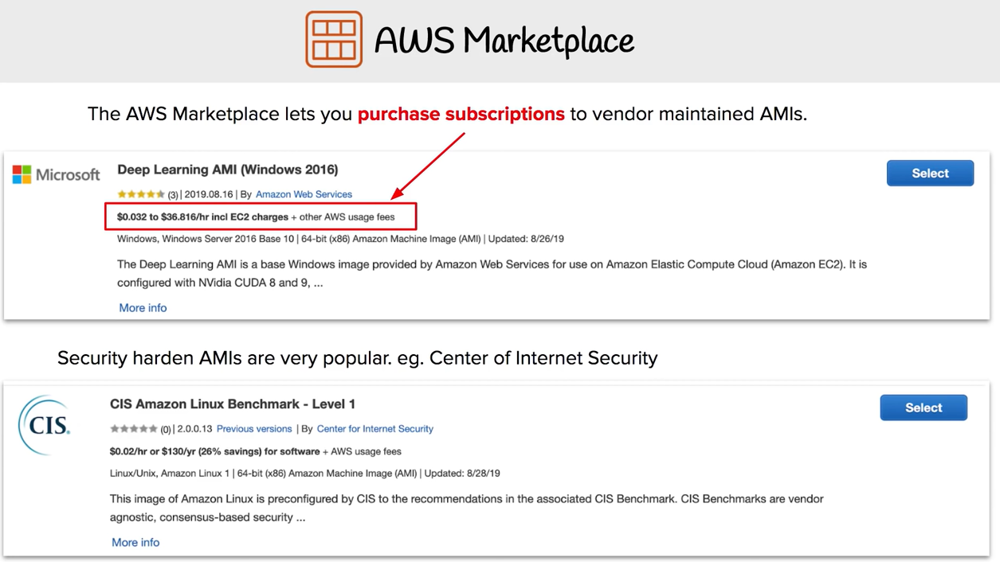 AWS Marketplace
The AWS Marketplace lets you purchase subscriptions to vendor maintained AMIs.
Microsoft
Deep Learning AMI (Windows 2016)
Select
(3) | 2019.08.16 | By Amazon Web Services
$0.032 to $36.816/hr incl EC2 charges + other AWS usage fees
Windows, Windows Server 2016 Base 10 | 64-bit (x86) Amazon Machine Image (AMI) | Updated: 8/26/19
The Deep Learning AMI is a base Windows image provided by Amazon Web Services for use on Amazon Elastic Compute Cloud (Amazon EC2). It is
configured with NVidia CUDA 8 and 9, ...
More info
Security harden AMIs are very popular. eg. Center of Internet Security
CIS.
CIS Amazon Linux Benchmark - Level 1
Select
(0) | 2.0.0.13 Previous versions | By Center for Internet Security
$0.02/hr or $130/yr (26% savings) for software + AWS usage fees
Linux/Unix, Amazon Linux 1 | 64-bit (x86) Amazon Machine Image (AMI) | Updated: 8/28/19
This image of Amazon Linux is preconfigured by CIS to the recommendations in the associated CIS Benchmark. CIS Benchmarks are vendor
agnostic, consensus-based security ...
More info